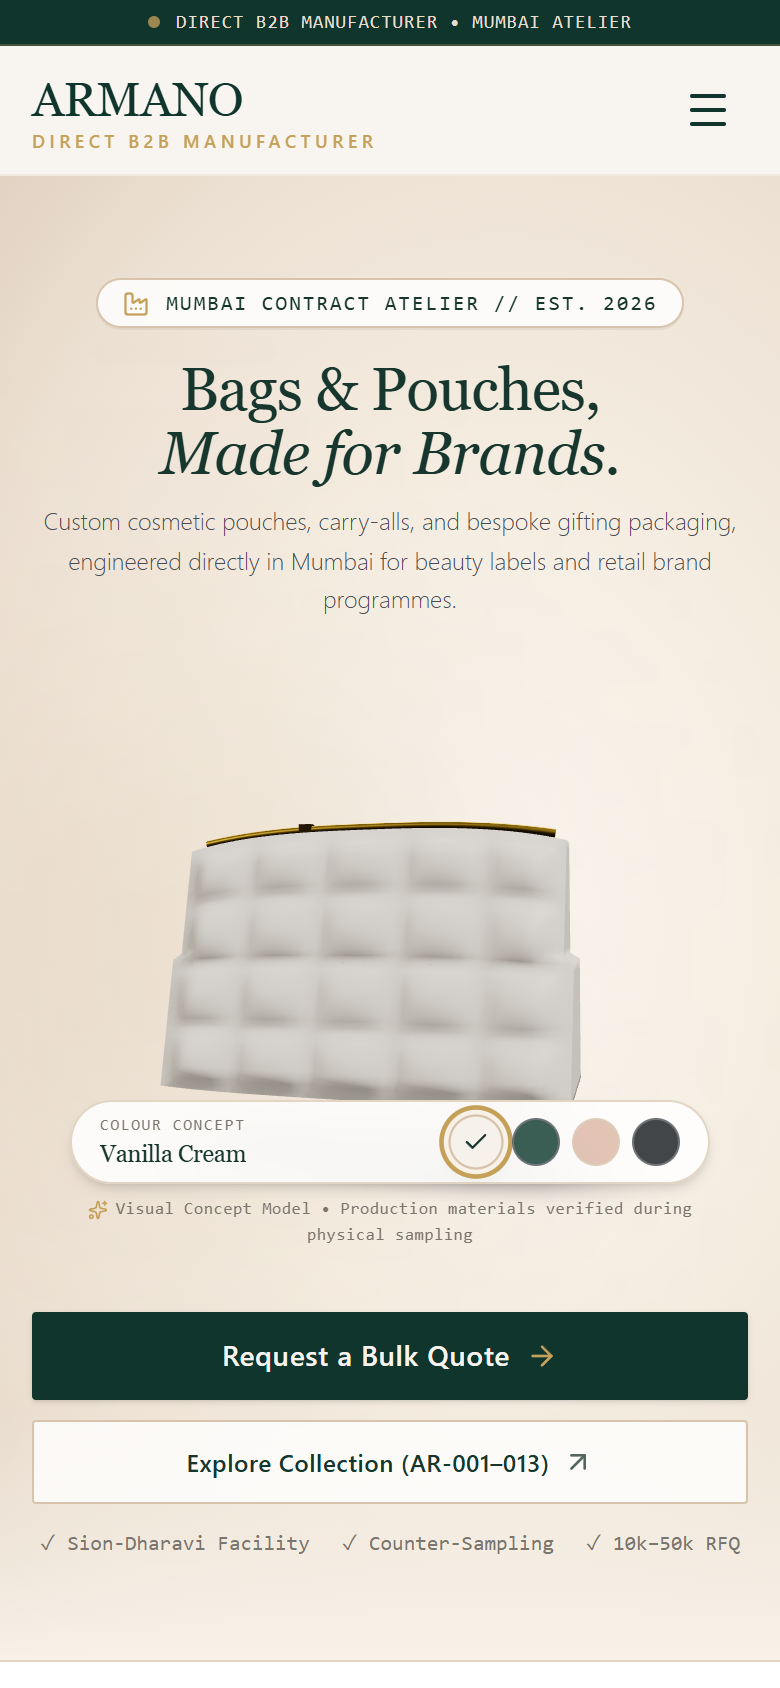 DIRECT B2B MANUFACTURER • MUMBAI ATELIER
ARMANO
DIRECT B2B MANUFACTURER
MUMBAI CONTRACT ATELIER // EST. 2026
Bags & Pouches,
Made for Brands.
Custom cosmetic pouches, carry-alls, and bespoke gifting packaging,
engineered directly in Mumbai for beauty labels and retail brand
programmes.
COLOUR CONCEPT
Vanilla Cream
Visual Concept Model • Production materials verified during
physical sampling
Request a Bulk Quote →
Explore Collection (AR-001–013) ↗
✓ Sion-Dharavi Facility ✓ Counter-Sampling ✓ 10k–50k RFQ